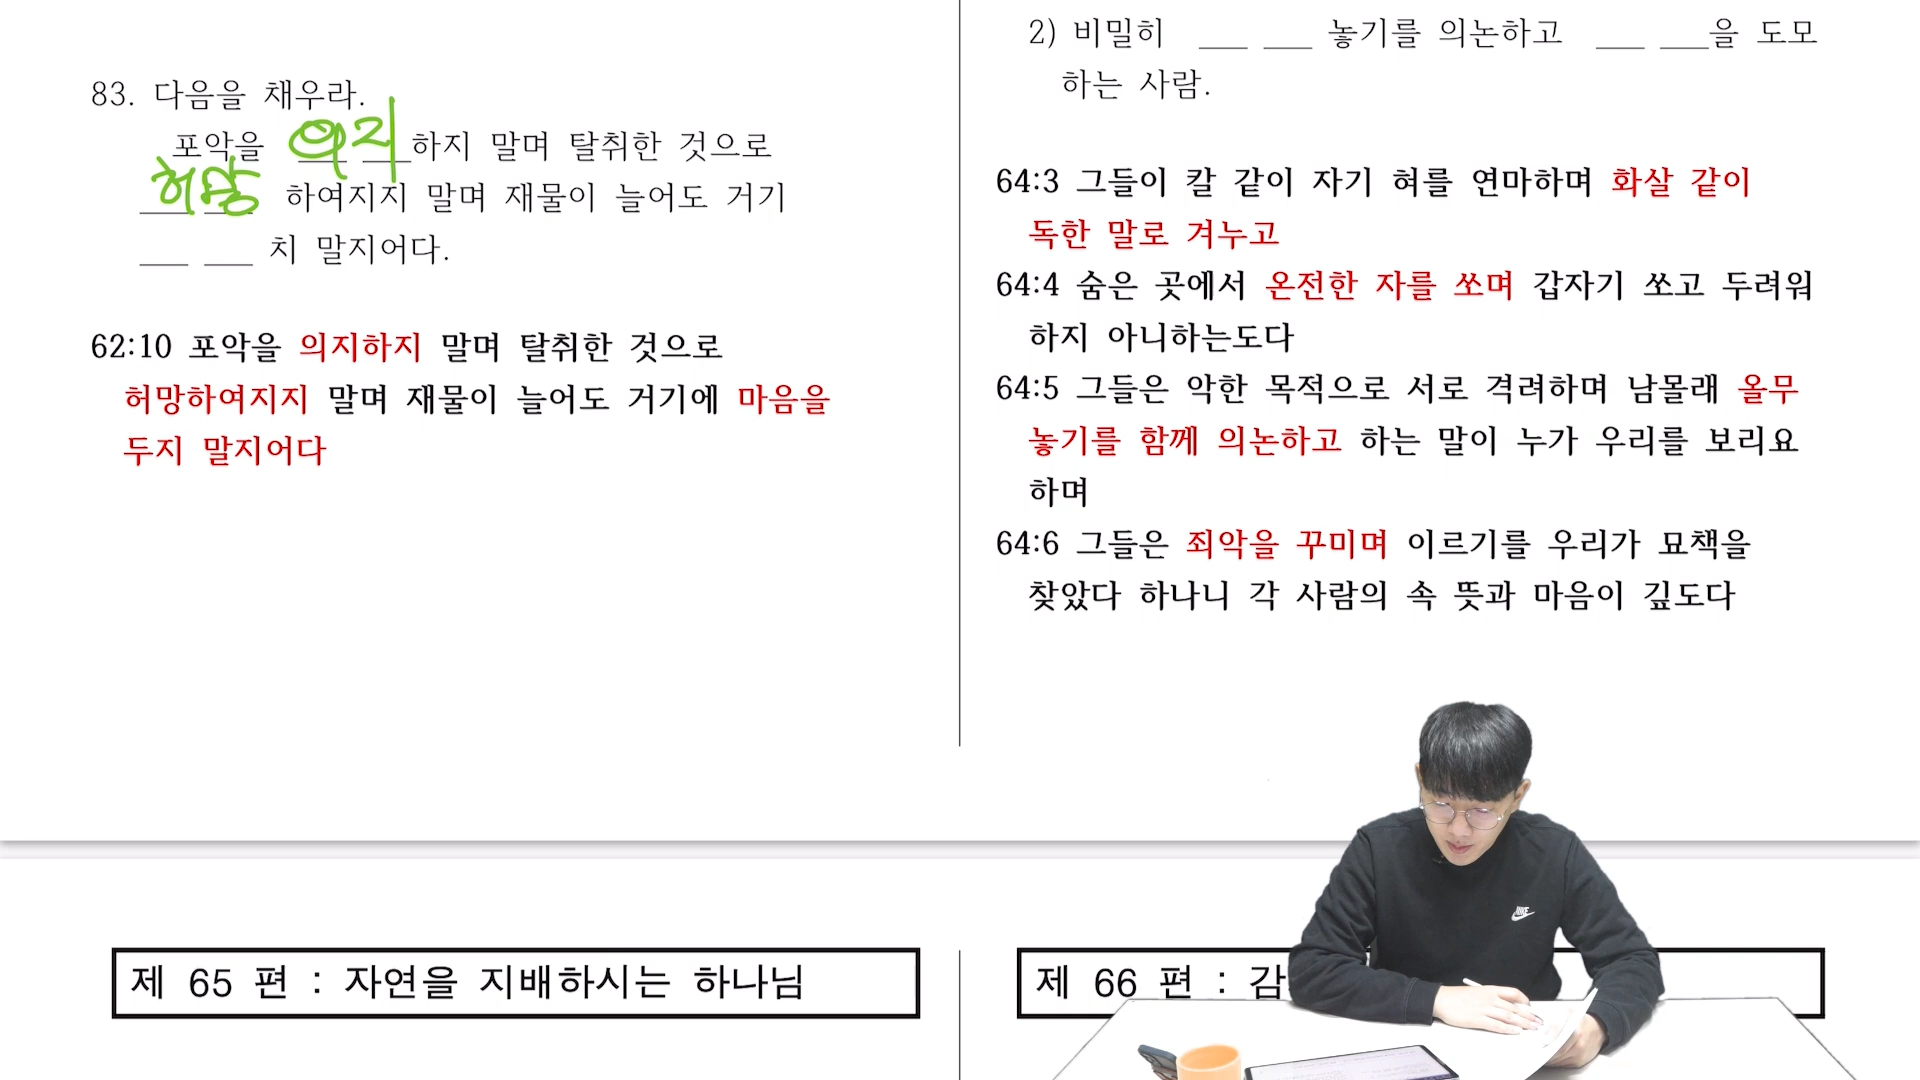 83. 다음을 채우라.
포악을 의지하지 말며 탈취한 것으로
허망 하여지지 말며 재물이 늘어도 거기
___ ___ 치 말지어다.
62:10 포악을 의지하지 말며 탈취한 것으로
허망하여지지 말며 재물이 늘어도 거기에 마음을
두지 말지어다
2) 비밀히 ___ ___ 놓기를 의논하고 ___ ___을 도모
하는 사람.
64:3 그들이 칼 같이 자기 혀를 연마하며 화살 같이
독한 말로 겨누고
64:4 숨은 곳에서 온전한 자를 쏘며 갑자기 쏘고 두려워
하지 아니하는도다
64:5 그들은 악한 목적으로 서로 격려하며 남몰래 올무
놓기를 함께 의논하고 하는 말이 누가 우리를 보리요
하며
64:6 그들은 죄악을 꾸미며 이르기를 우리가 묘책을
찾았다 하나니 각 사람의 속 뜻과 마음이 깊도다
제 65 편 : 자연을 지배하시는 하나님
제 66 편 : 감